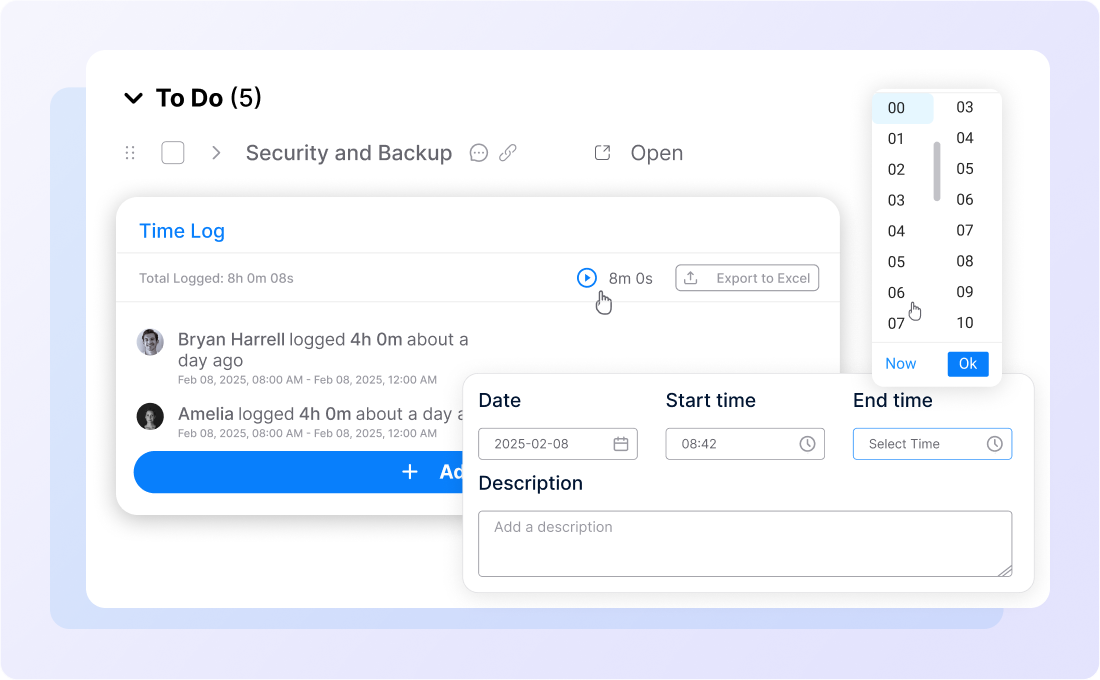 To Do (5)
Security and Backup
Open
Time Log
Total Logged: 8h 0m 08s
8m 0s
Export to Excel
Bryan Harrell logged 4h 0m about a
day ago
Feb 08, 2025, 08:00 AM - Feb 08, 2025, 12:00 AM
Amelia logged 4h 0m about a day a
Feb 08, 2025, 08:00 AM - Feb 08, 2025, 12:00 AM
+ Ad
00 03
01 04
02 05
03 06
04 07
05 08
06 09
07 10
Now Ok
Date Start time End time
2025-02-08 08:42 Select Time
Description
Add a description